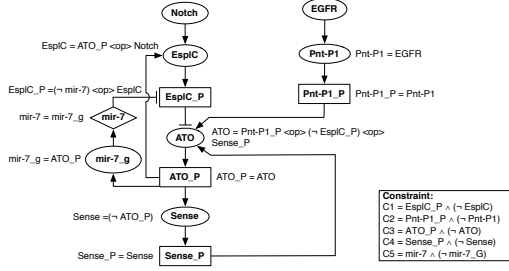 Notch
EGFR
EsplC = ATO_P <op> Notch
EsplC
Pnt-P1
Pnt-P1 = EGFR
EsplC_P =(¬ mir-7) <op> EsplC
EsplC_P
Pnt-P1_P
Pnt-P1_P = Pnt-P1
mir-7 = mir-7_g
mir-7
ATO
ATO = Pnt-P1_P <op> (¬ EsplC_P) <op>
Sense_P
mir-7_g = ATO_P
mir-7_g
ATO_P
ATO_P = ATO
Sense =(¬ ATO_P)
Sense
Sense_P = Sense
Sense_P
Constraint:
C1 = EsplC_P ∧ (¬ EsplC)
C2 = Pnt-P1_P ∧ (¬ Pnt-P1)
C3 = ATO_P ∧ (¬ ATO)
C4 = Sense_P ∧ (¬ Sense)
C5 = mir-7 ∧ (¬ mir-7_G)